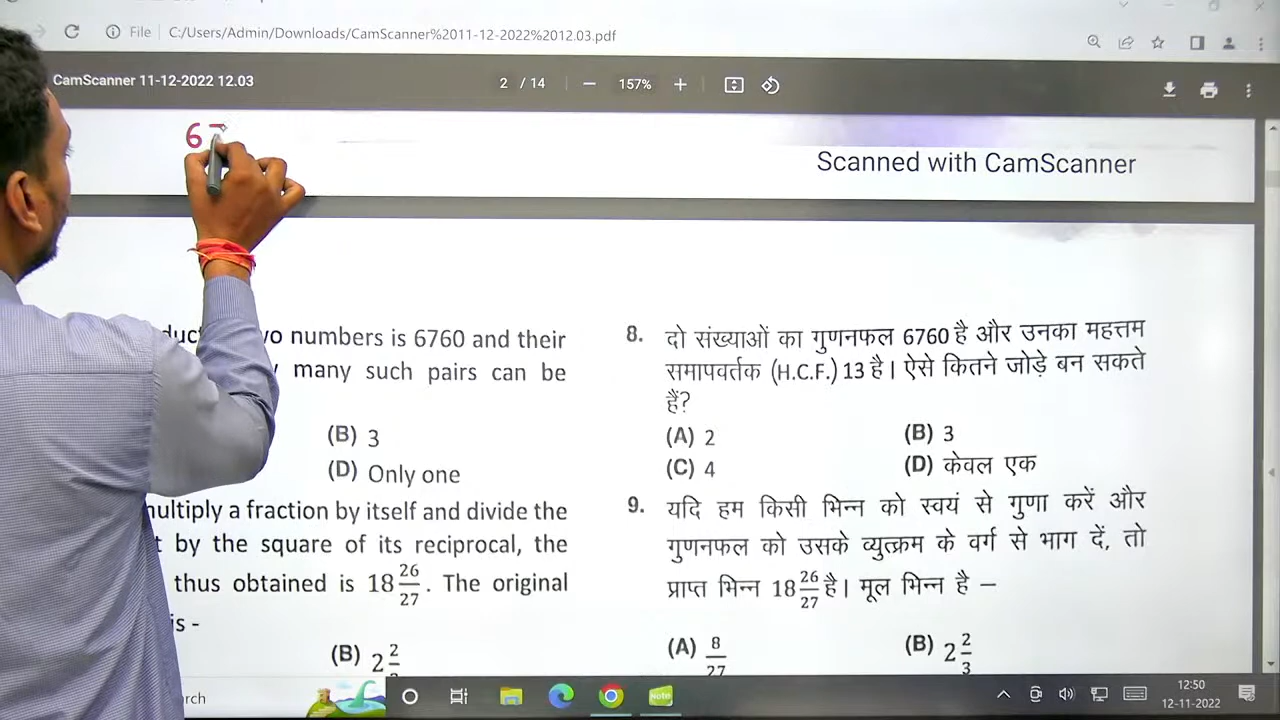 File C:/Users/Admin/Downloads/CamScanner%2011-12-2022%2012.03.pdf
CamScanner 11-12-2022 12.03
2 / 14
157%
67
Scanned with CamScanner
numbers is 6760 and their
many such pairs can be
(B) 3
(D) Only one
multiply a fraction by itself and divide the
by the square of its reciprocal, the
thus obtained is 18 26/27. The original
is -
(B) 2 2/3
8. दो संख्याओं का गुणनफल 6760 है और उनका महत्तम
समापवर्तक (H.C.F.) 13 है। ऐसे कितने जोड़े बन सकते
हैं?
(A) 2 (B) 3
(C) 4 (D) केवल एक
9. यदि हम किसी भिन्न को स्वयं से गुणा करें और
गुणनफल को उसके व्युत्क्रम के वर्ग से भाग दें, तो
प्राप्त भिन्न 18 26/27 है। मूल भिन्न है –
(A) 8/27 (B) 2 2/3
Note
12:50
12-11-2022